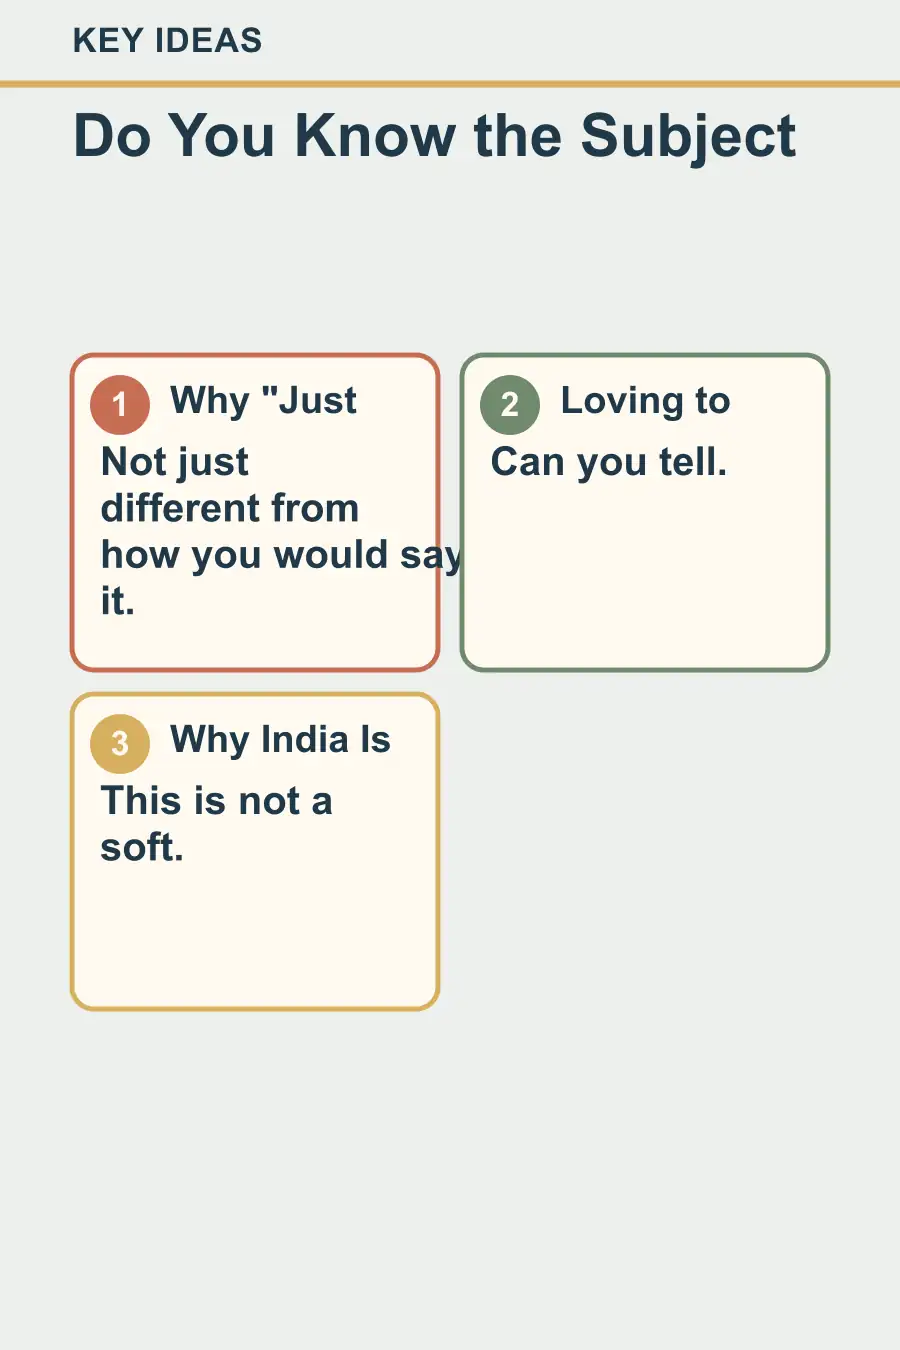 KEY IDEAS
Do You Know the Subject
1
Why "Just
Not just
different from
how you would say
it.
2
Loving to
Can you tell.
3
Why India Is
This is not a
soft.